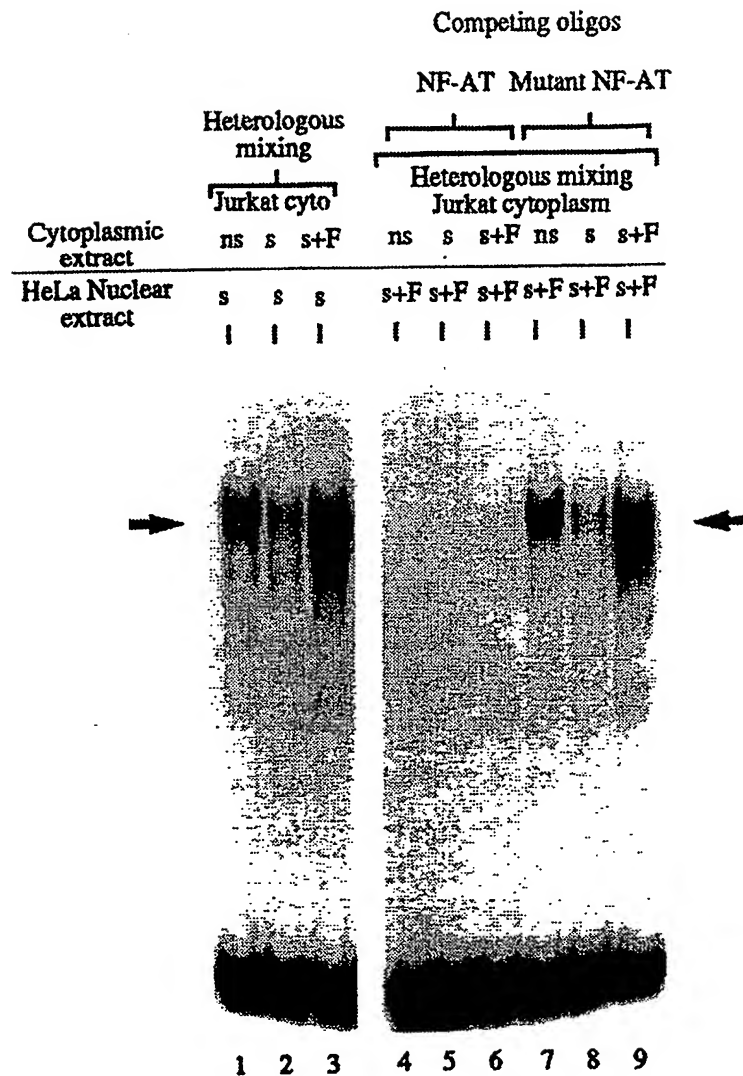 Competing oligos
NF-AT Mutant NF-AT
Heterologous
mixing
Heterologous mixing
Jurkat cyto
Jurkat cytoplasm
Cytoplasmic
extract
ns s s+F ns s s+F ns s s+F
HeLa Nuclear
extract
s s s s+F s+F s+F s+F s+F s+F
1 2 3 4 5 6 7 8 9